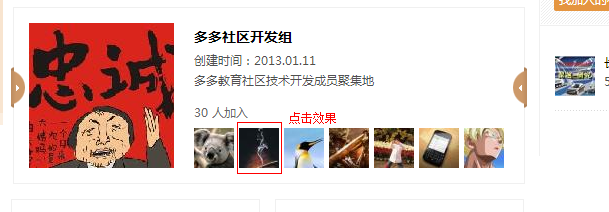 多多社区开发组
创建时间：2013.01.11
多多教育社区技术开发成员聚集地
30 人加入
点击效果
忠诚